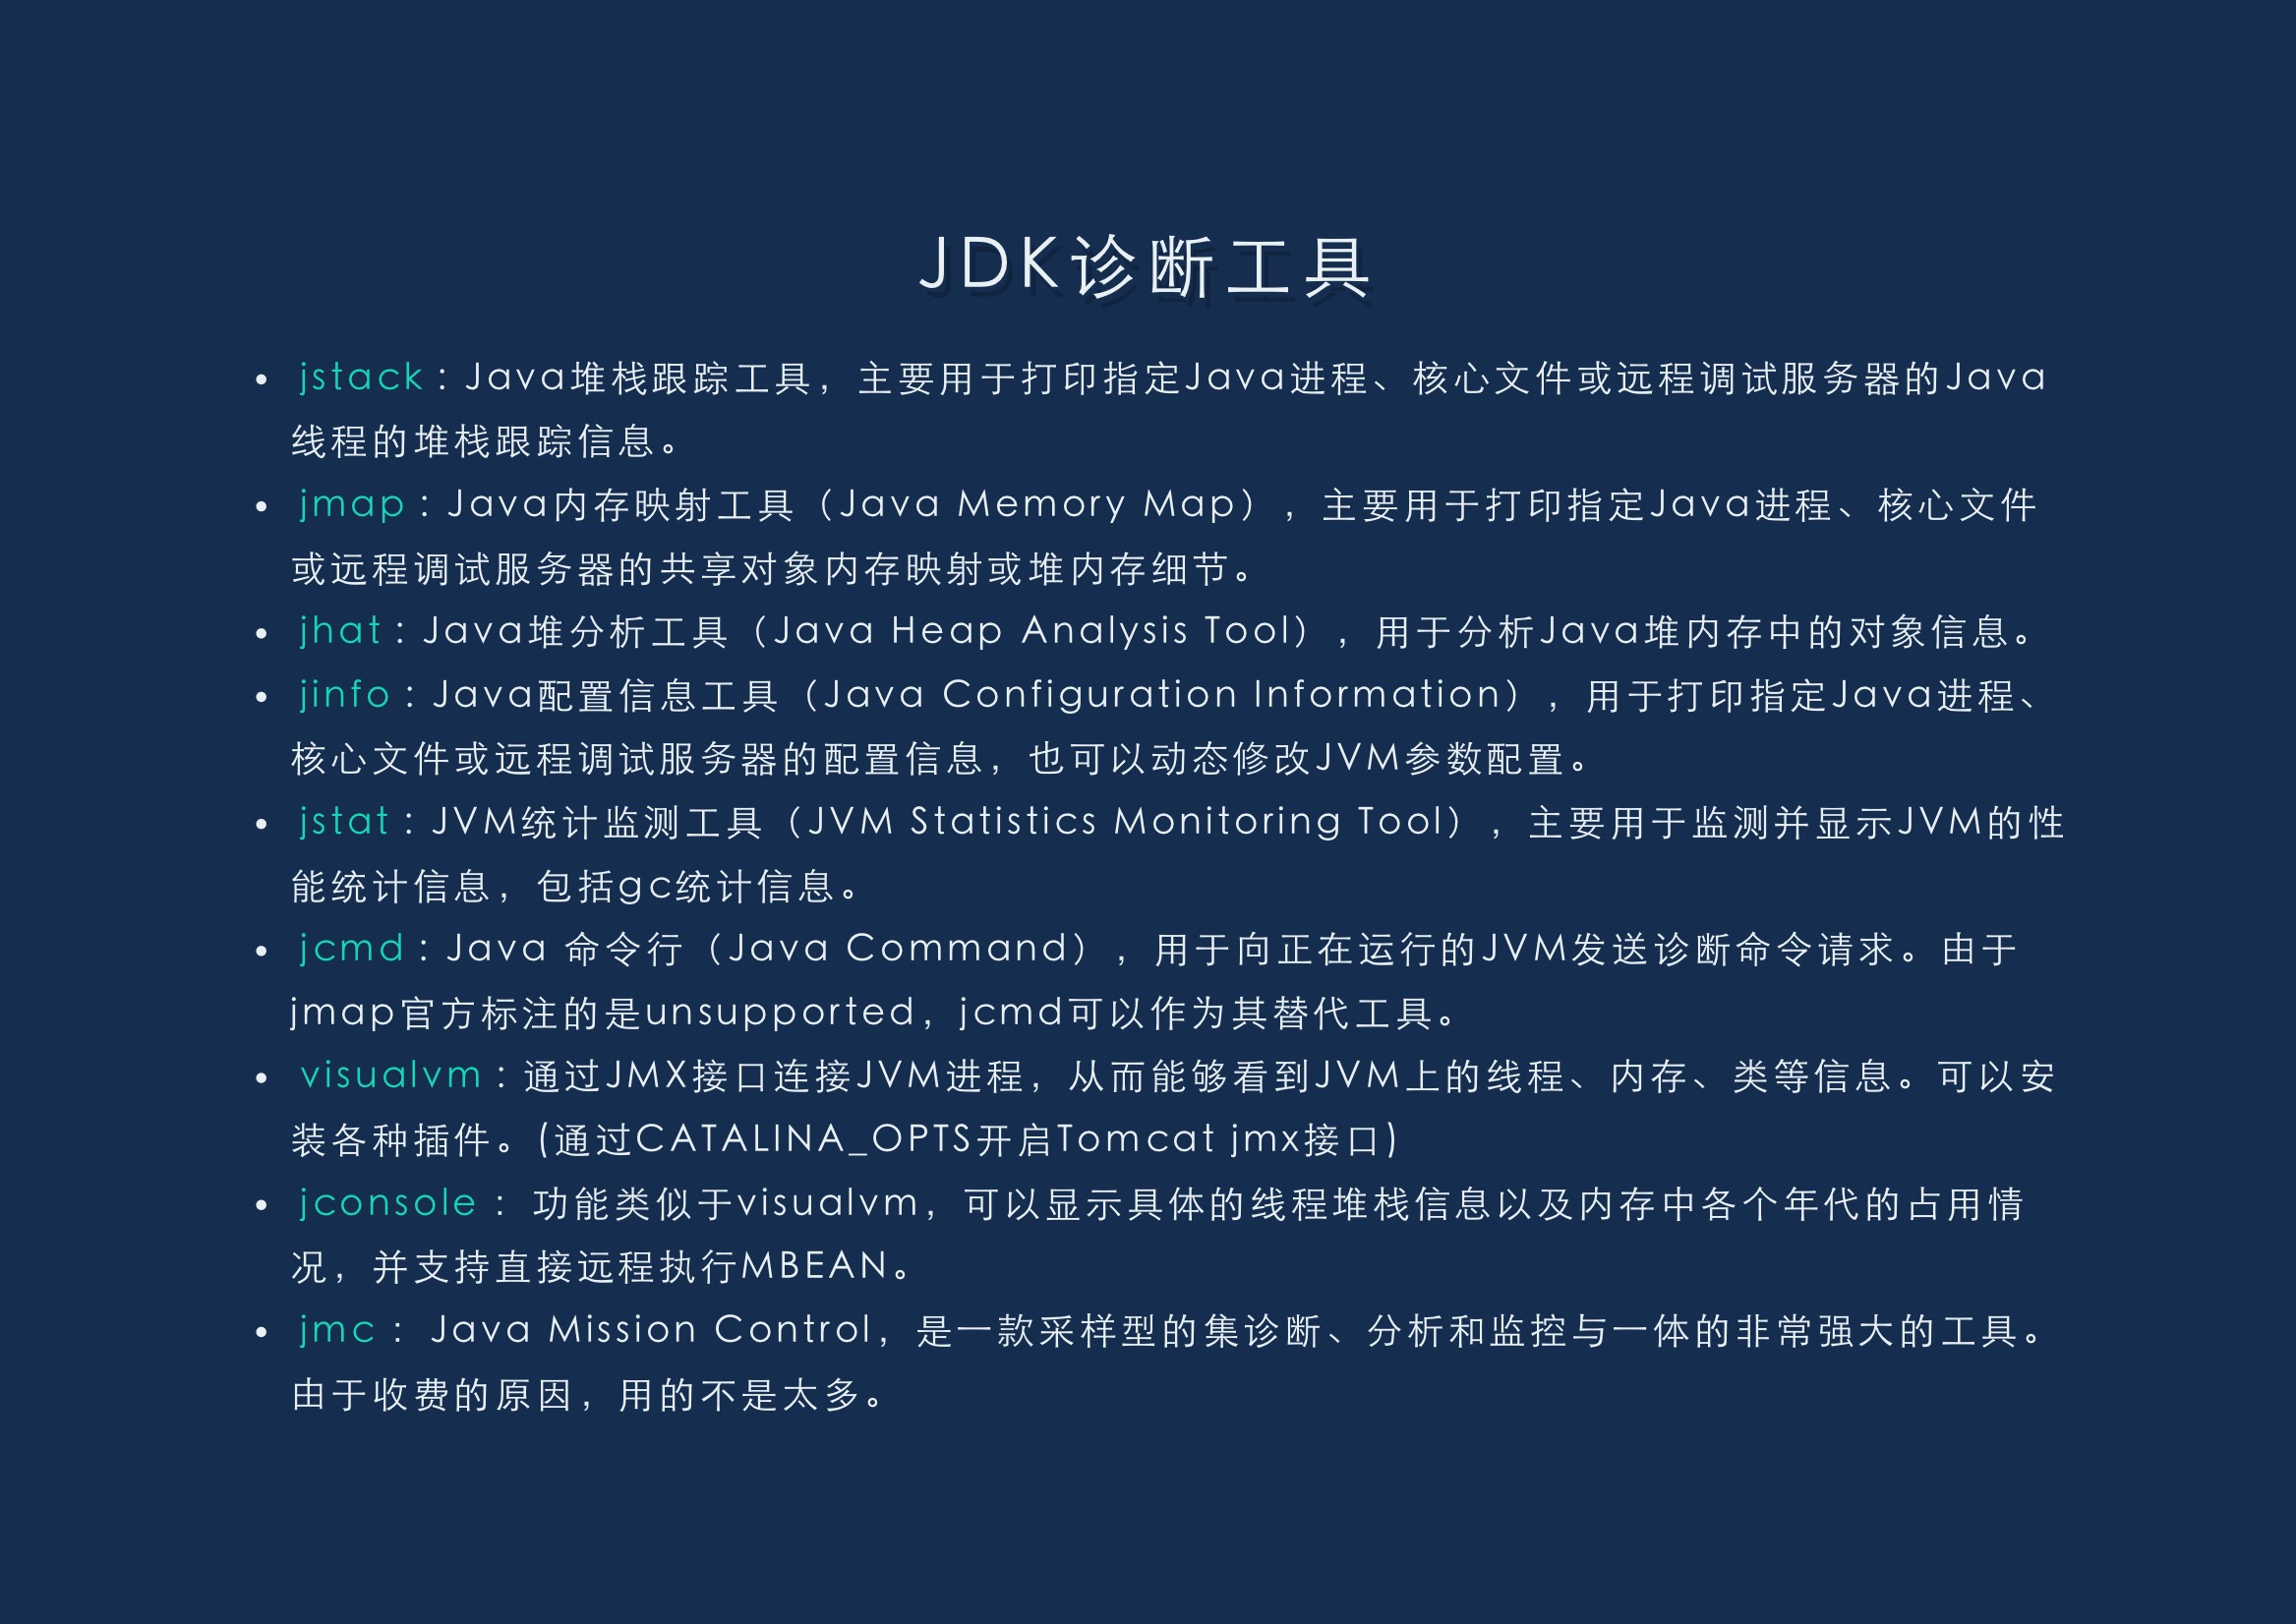 JDK诊断工具
• jstack：Java堆栈跟踪工具，主要用于打印指定Java进程、核心文件或远程调试服务器的Java
线程的堆栈跟踪信息。
• jmap：Java内存映射工具（Java Memory Map），主要用于打印指定Java进程、核心文件
或远程调试服务器的共享对象内存映射或堆内存细节。
• jhat：Java堆分析工具（Java Heap Analysis Tool），用于分析Java堆内存中的对象信息。
• jinfo：Java配置信息工具（Java Configuration Information），用于打印指定Java进程、
核心文件或远程调试服务器的配置信息，也可以动态修改JVM参数配置。
• jstat：JVM统计监测工具（JVM Statistics Monitoring Tool），主要用于监测并显示JVM的性
能统计信息，包括gc统计信息。
• jcmd：Java 命令行（Java Command），用于向正在运行的JVM发送诊断命令请求。由于
jmap官方标注的是unsupported，jcmd可以作为其替代工具。
• visualvm：通过JMX接口连接JVM进程，从而能够看到JVM上的线程、内存、类等信息。可以安
装各种插件。(通过CATALINA_OPTS开启Tomcat jmx接口)
• jconsole： 功能类似于visualvm，可以显示具体的线程堆栈信息以及内存中各个年代的占用情
况，并支持直接远程执行MBEAN。
• jmc： Java Mission Control，是一款采样型的集诊断、分析和监控与一体的非常强大的工具。
由于收费的原因，用的不是太多。